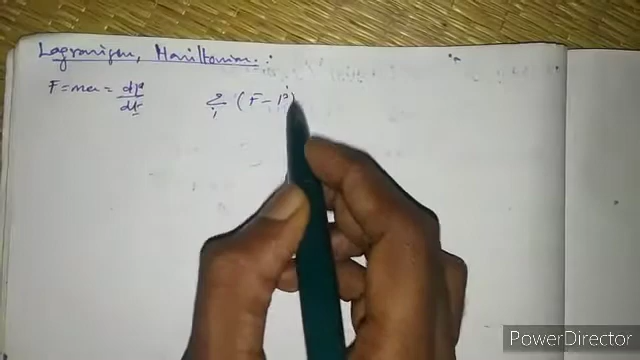 Lagrangian, Hamiltonian :
F = ma = dp/dt
Σ i (F - ṗ)
PowerDirector